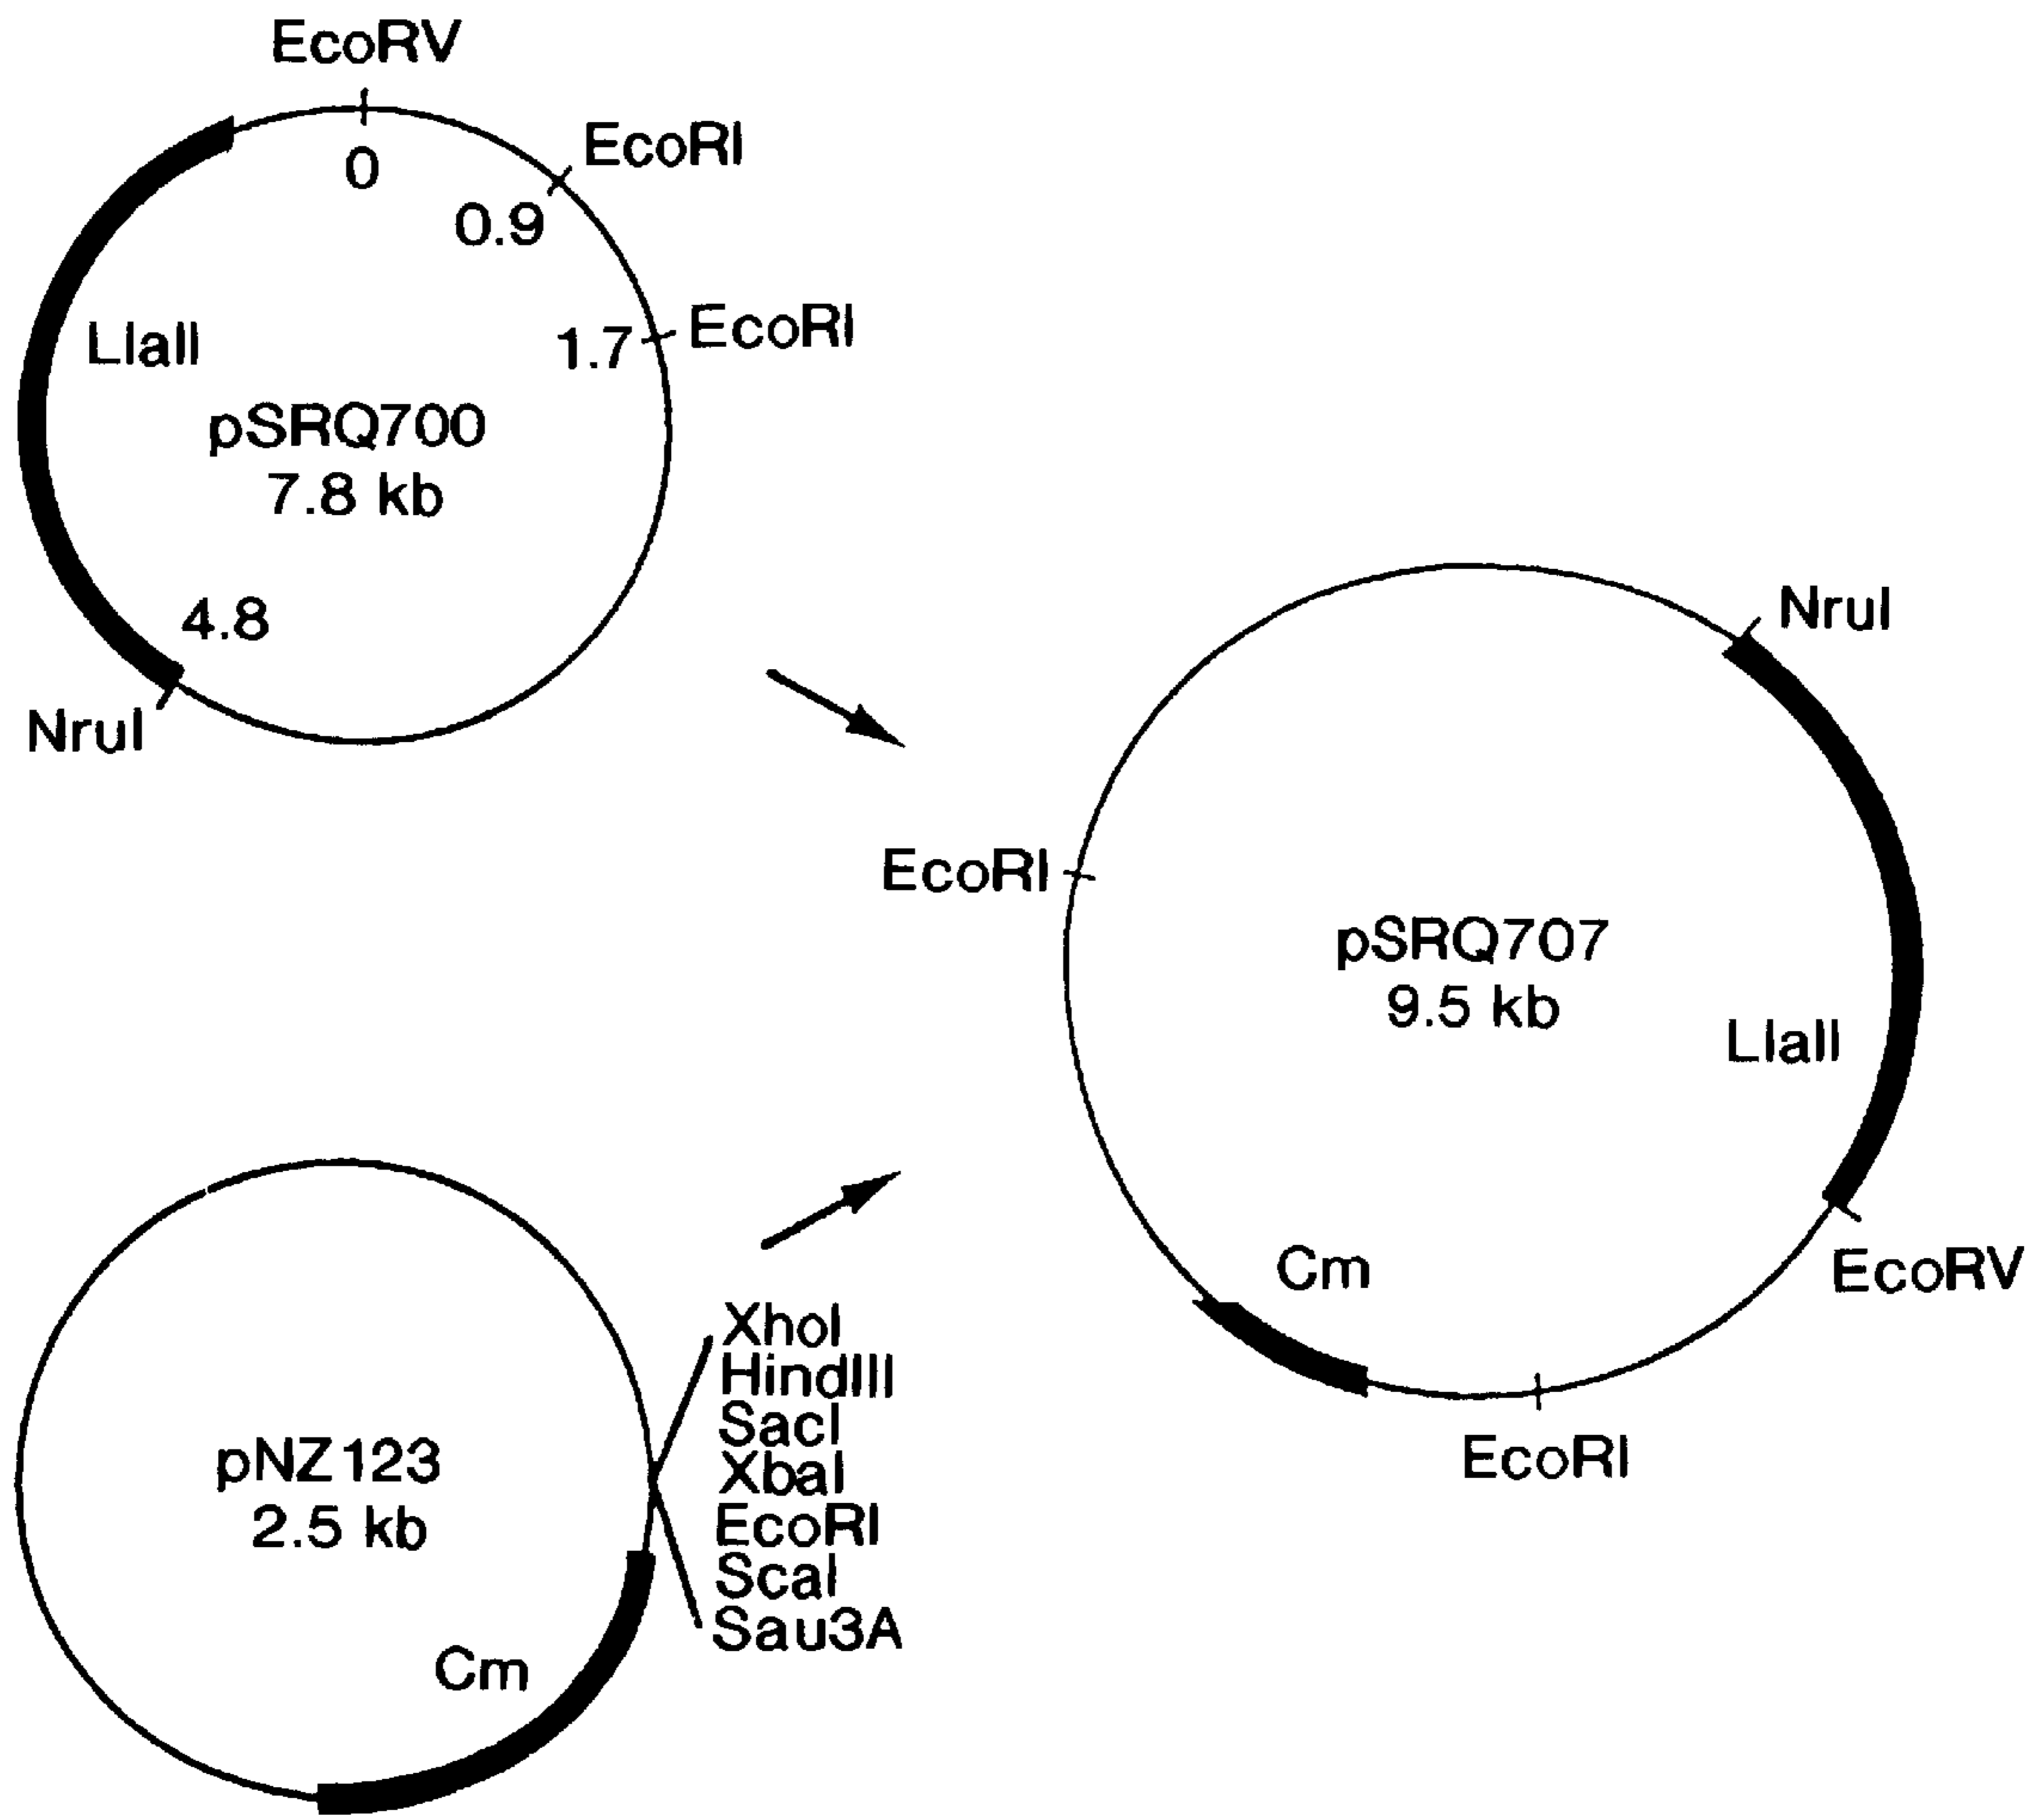 EcoRV
0
EcoRI
0.9
EcoRI
1.7
LlaII
pSRQ700
7.8 kb
4.8
NruI
NruI
EcoRI
pSRQ707
9.5 kb
LlaII
Cm
EcoRV
EcoRI
XhoI
HindIII
SacI
XbaI
EcoRI
ScaI
Sau3A
pNZ123
2.5 kb
Cm